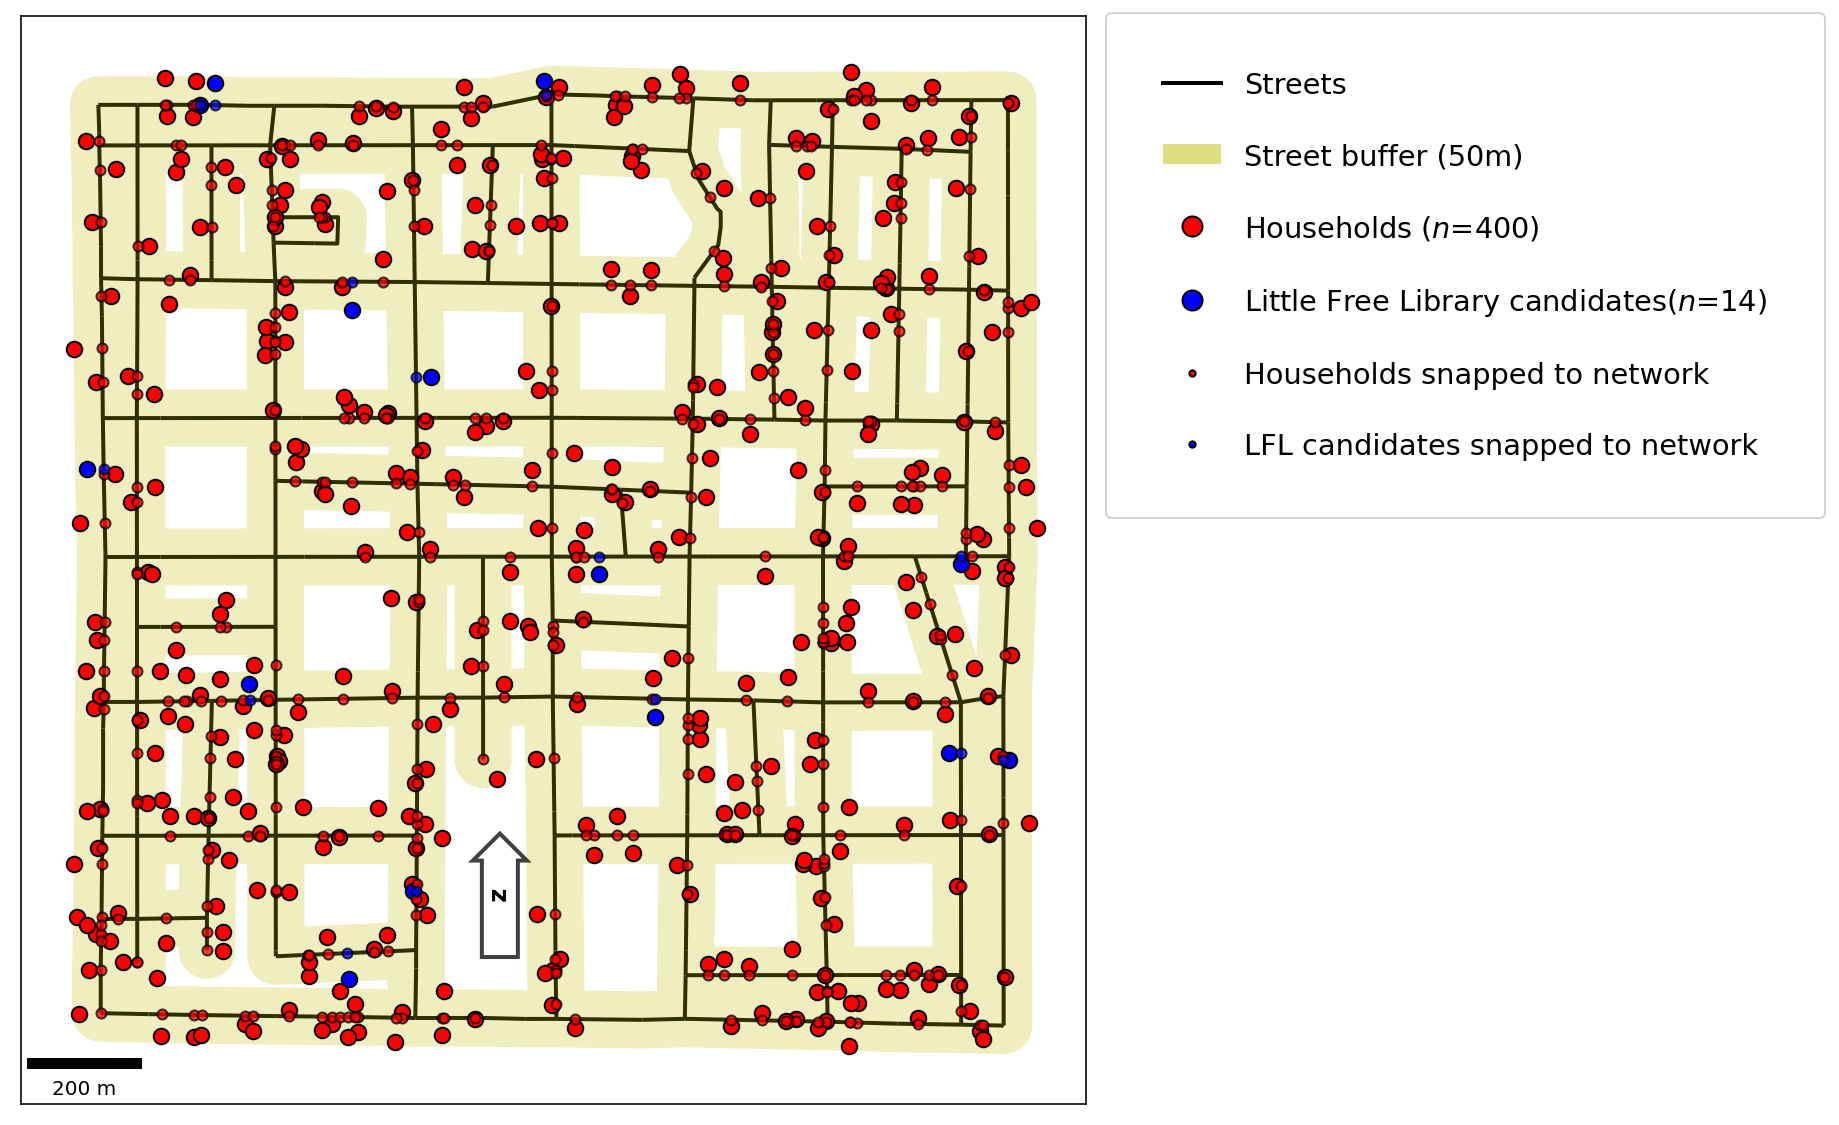 Streets
Street buffer (50m)
Households (n=400)
Little Free Library candidates(n=14)
Households snapped to network
LFL candidates snapped to network
N
200 m